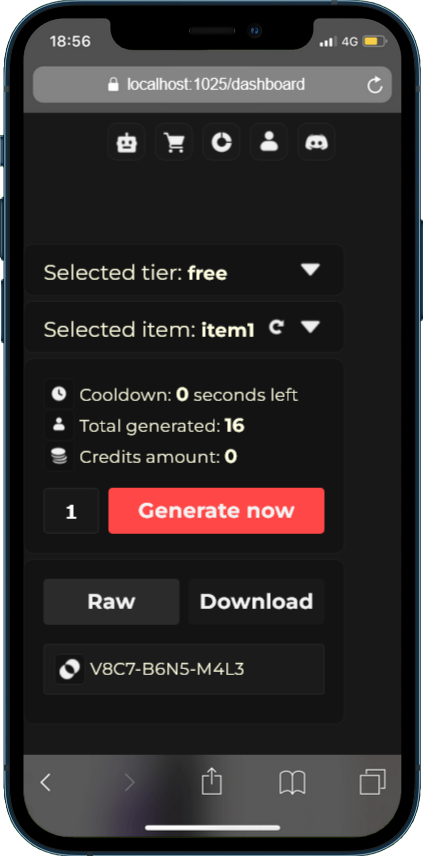 18:56
4G
localhost:1025/dashboard
Selected tier: free
Selected item: item1
Cooldown: 0 seconds left
Total generated: 16
Credits amount: 0
1 Generate now
Raw Download
V8C7-B6N5-M4L3